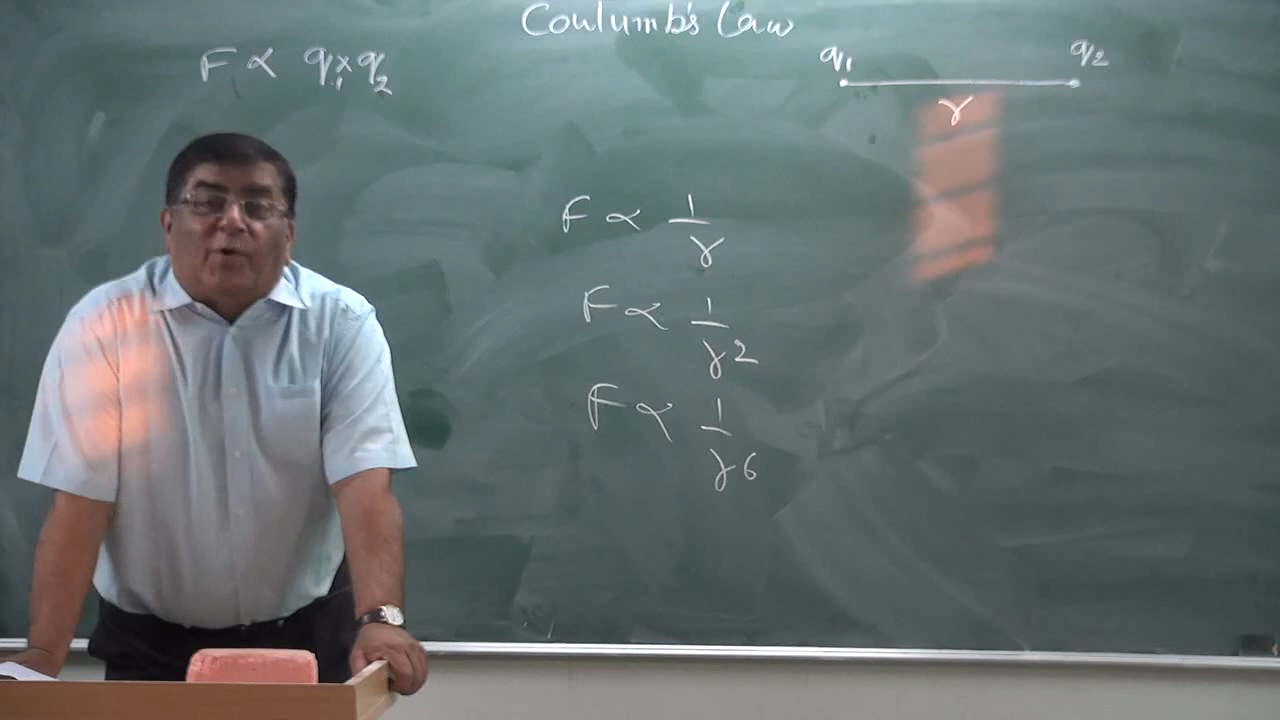 Coulumb's Law
F ∝ q1 × q2
q1 q2
r
F ∝ 1/r
F ∝ 1/r2
F ∝ 1/r6